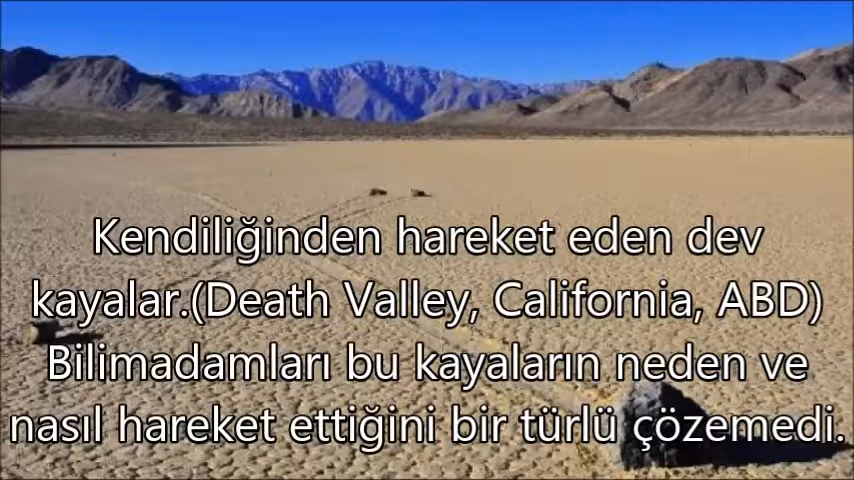 Kendiliğinden hareket eden dev
kayalar.(Death Valley, California, ABD)
Bilimadamları bu kayaların neden ve
nasıl hareket ettiğini bir türlü çözemedi.